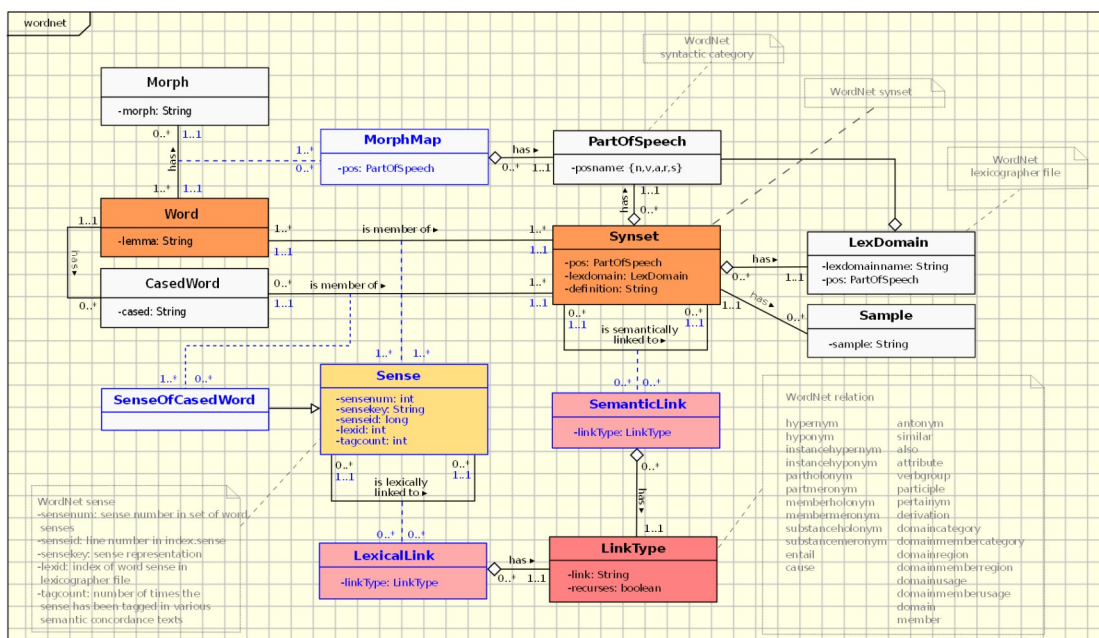 wordnet
WordNet
syntactic category
Morph
-morph: String
0..* 1..1
has ▸
1..* 1..1
MorphMap
-pos: PartOfSpeech
1..*
0..*
has ▸
0..* 1..1
PartOfSpeech
-posname: {n,v,a,r,s}
1..1
has ▸
0..*
WordNet synset
WordNet
lexicographer file
Word
-lemma: String
1..1
has ▸
0..*
1..*
1..1
is member of ▸
1..*
1..1
Synset
-pos: PartOfSpeech
-lexdomain: LexDomain
-definition: String
has ▸
0..* 1..1
LexDomain
-lexdomainname: String
-pos: PartOfSpeech
CasedWord
-cased: String
0..*
1..1
is member of ▸
1..*
1..1
1..1
has ▸
0..*
Sample
-sample: String
0..* 0..*
1..1 1..1
is semantically
linked to ▸
1..* 0..*
SenseOfCasedWord
1..* 1..*
Sense
-sensenum: int
-sensekey: String
-senseid: long
-lexid: int
-tagcount: int
0..* 0..*
SemanticLink
-linkType: LinkType
0..*
1..1
0..* 0..*
1..1 1..1
is lexically
linked to ▸
0..* 0..*
LexicalLink
-linkType: LinkType
has ▸
0..* 1..1
LinkType
-link: String
-recurses: boolean
WordNet sense
-sensenum: sense number in set of word
senses
-senseid: line number in index.sense
-sensekey: sense representation
-lexid: index of word sense in
lexicographer file
-tagcount: number of times the
sense has been tagged in various
semantic concordance texts
WordNet relation
hypernym
hyponym
instancehypernym
instancehyponym
partholonym
partmeronym
memberholonym
membermeronym
substanceholonym
substancemeronym
entail
cause
antonym
similar
also
attribute
verbgroup
participle
pertainym
derivation
domaincategory
domainmembercategory
domainregion
domainmemberregion
domainusage
domainmemberusage
domain
member